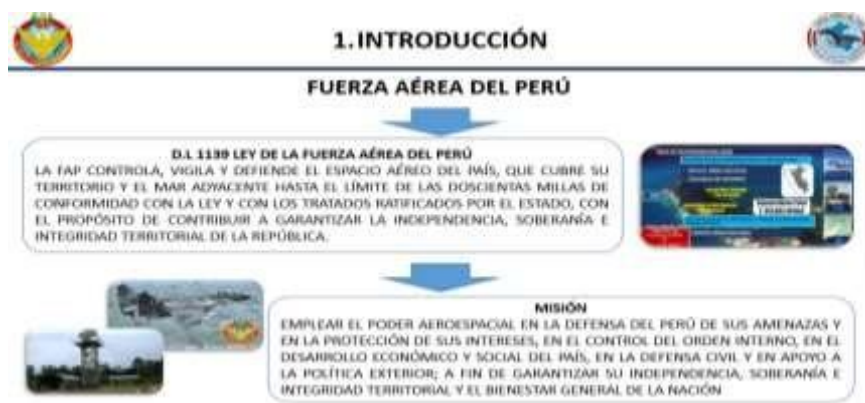 1. INTRODUCCIÓN
FUERZA AÉREA DEL PERÚ
D.L 1139 LEY DE LA FUERZA AÉREA DEL PERÚ
LA FAP CONTROLA, VIGILA Y DEFIENDE EL ESPACIO AÉREO DEL PAÍS, QUE CUBRE SU
TERRITORIO Y EL MAR ADYACENTE HASTA EL LÍMITE DE LAS DOSCIENTAS MILLAS DE
CONFORMIDAD CON LA LEY Y CON LOS TRATADOS RATIFICADOS POR EL ESTADO, CON
EL PROPÓSITO DE CONTRIBUIR A GARANTIZAR LA INDEPENDENCIA, SOBERANÍA E
INTEGRIDAD TERRITORIAL DE LA REPÚBLICA.
MISIÓN
EMPLEAR EL PODER AEROESPACIAL EN LA DEFENSA DEL PERÚ DE SUS AMENAZAS Y
EN LA PROTECCIÓN DE SUS INTERESES, EN EL CONTROL DEL ORDEN INTERNO, EN EL
DESARROLLO ECONÓMICO Y SOCIAL DEL PAÍS, EN LA DEFENSA CIVIL Y EN APOYO A
LA POLÍTICA EXTERIOR; A FIN DE GARANTIZAR SU INDEPENDENCIA, SOBERANÍA E
INTEGRIDAD TERRITORIAL Y EL BIENESTAR GENERAL DE LA NACIÓN